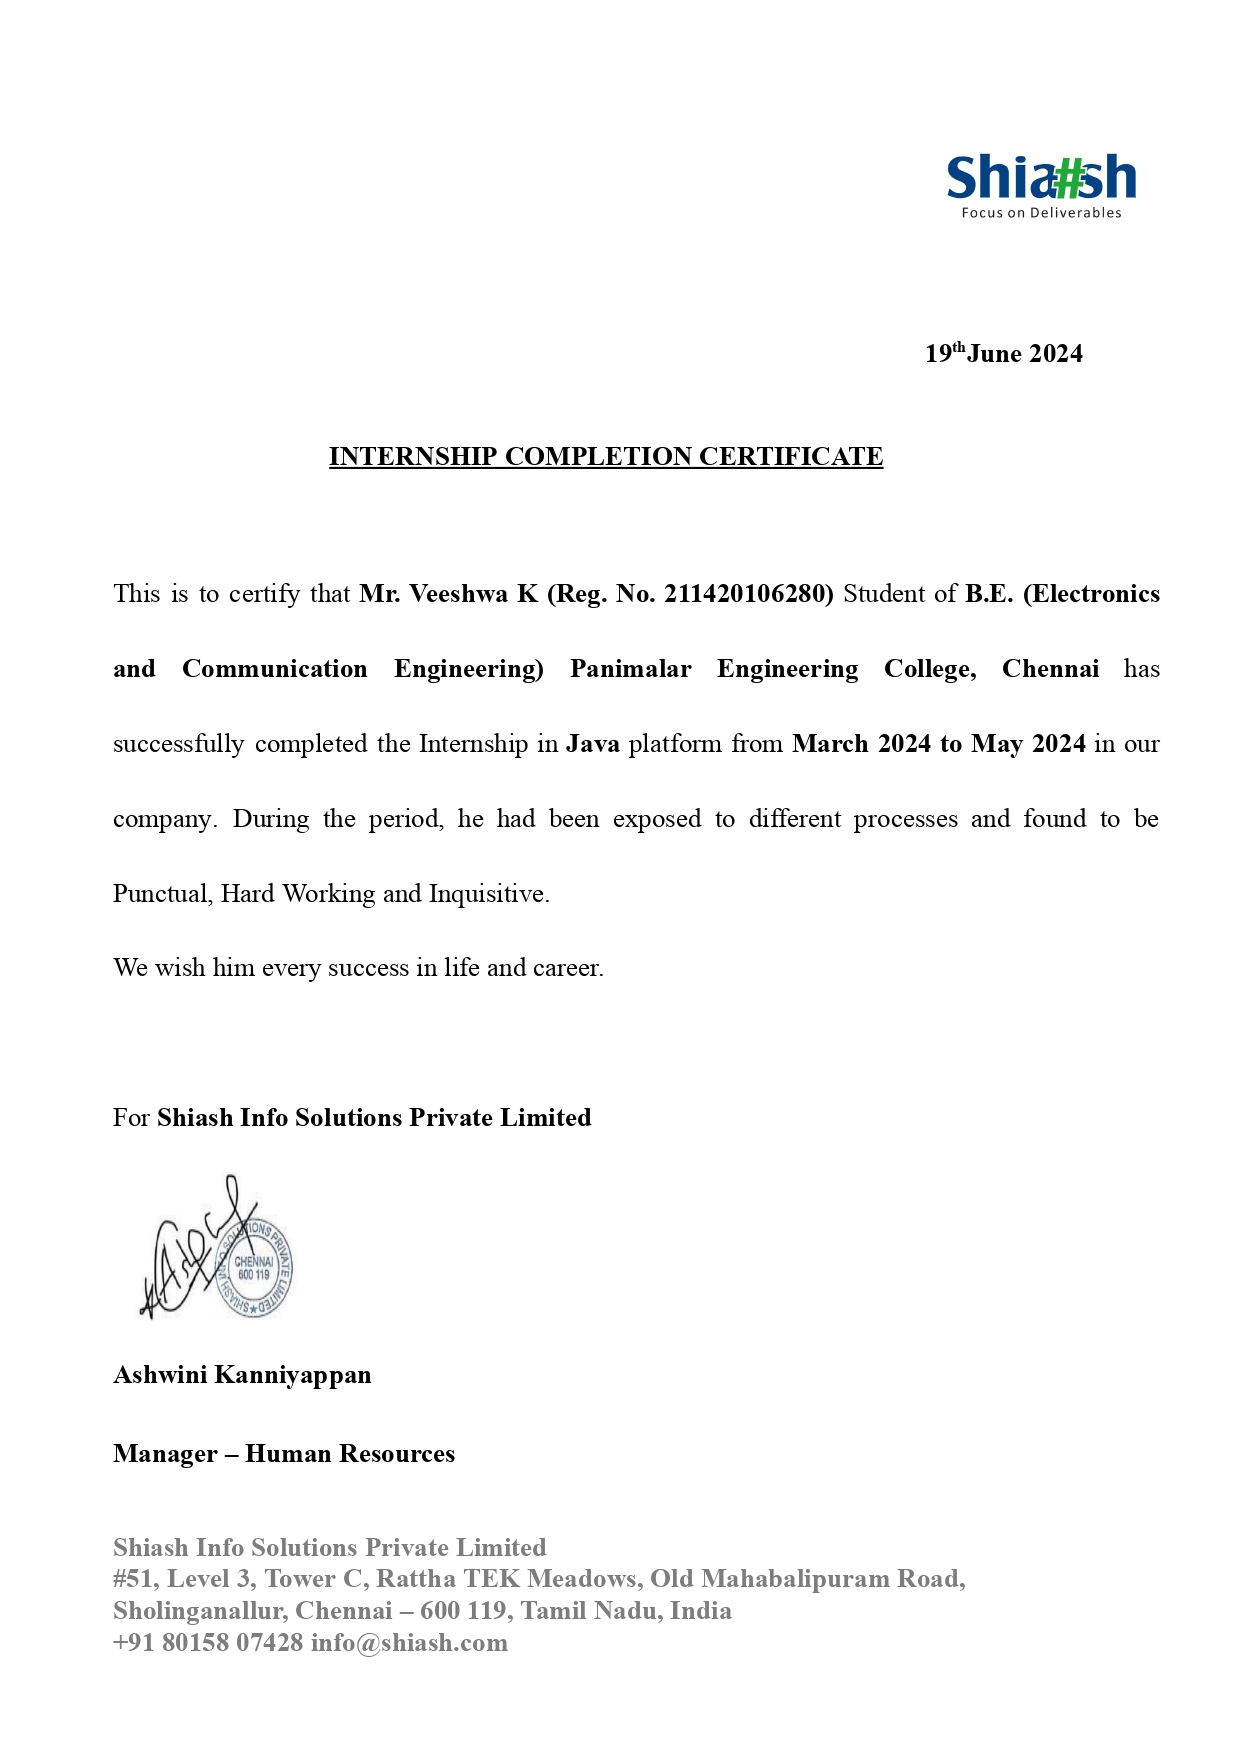 Shia#sh
Focus on Deliverables
19thJune 2024
INTERNSHIP COMPLETION CERTIFICATE
This is to certify that Mr. Veeshwa K (Reg. No. 211420106280) Student of B.E. (Electronics
and Communication Engineering) Panimalar Engineering College, Chennai has
successfully completed the Internship in Java platform from March 2024 to May 2024 in our
company. During the period, he had been exposed to different processes and found to be
Punctual, Hard Working and Inquisitive.
We wish him every success in life and career.
For Shiash Info Solutions Private Limited
SHIASH INFO SOLUTIONS PRIVATE LIMITED
CHENNAI
600 119
Ashwini Kanniyappan
Manager – Human Resources
Shiash Info Solutions Private Limited
#51, Level 3, Tower C, Rattha TEK Meadows, Old Mahabalipuram Road,
Sholinganallur, Chennai – 600 119, Tamil Nadu, India
+91 80158 07428 info@shiash.com